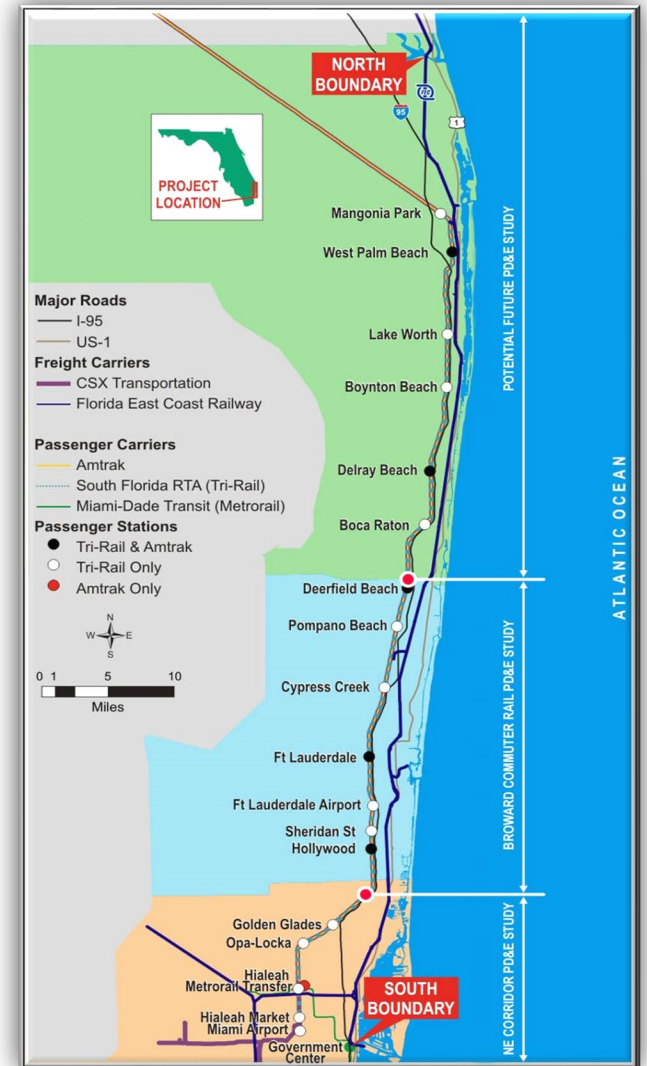 NORTH
BOUNDARY
95
1
PROJECT
LOCATION
Mangonia Park
West Palm Beach
Lake Worth
Boynton Beach
Delray Beach
Boca Raton
Major Roads
I-95
US-1
Freight Carriers
CSX Transportation
Florida East Coast Railway
Passenger Carriers
Amtrak
South Florida RTA (Tri-Rail)
Miami-Dade Transit (Metrorail)
Passenger Stations
Tri-Rail & Amtrak
Tri-Rail Only
Amtrak Only
N
W E
S
0 1 5 10
Miles
Deerfield Beach
Pompano Beach
Cypress Creek
Ft Lauderdale
Ft Lauderdale Airport
Sheridan St
Hollywood
Golden Glades
Opa-Locka
Hialeah
Metrorail Transfer
Hialeah Market
Miami Airport
Government
Center
SOUTH
BOUNDARY
POTENTIAL FUTURE PD&E STUDY
BROWARD COMMUTER RAIL PD&E STUDY
NE CORRIDOR PD&E STUDY
ATLANTIC OCEAN